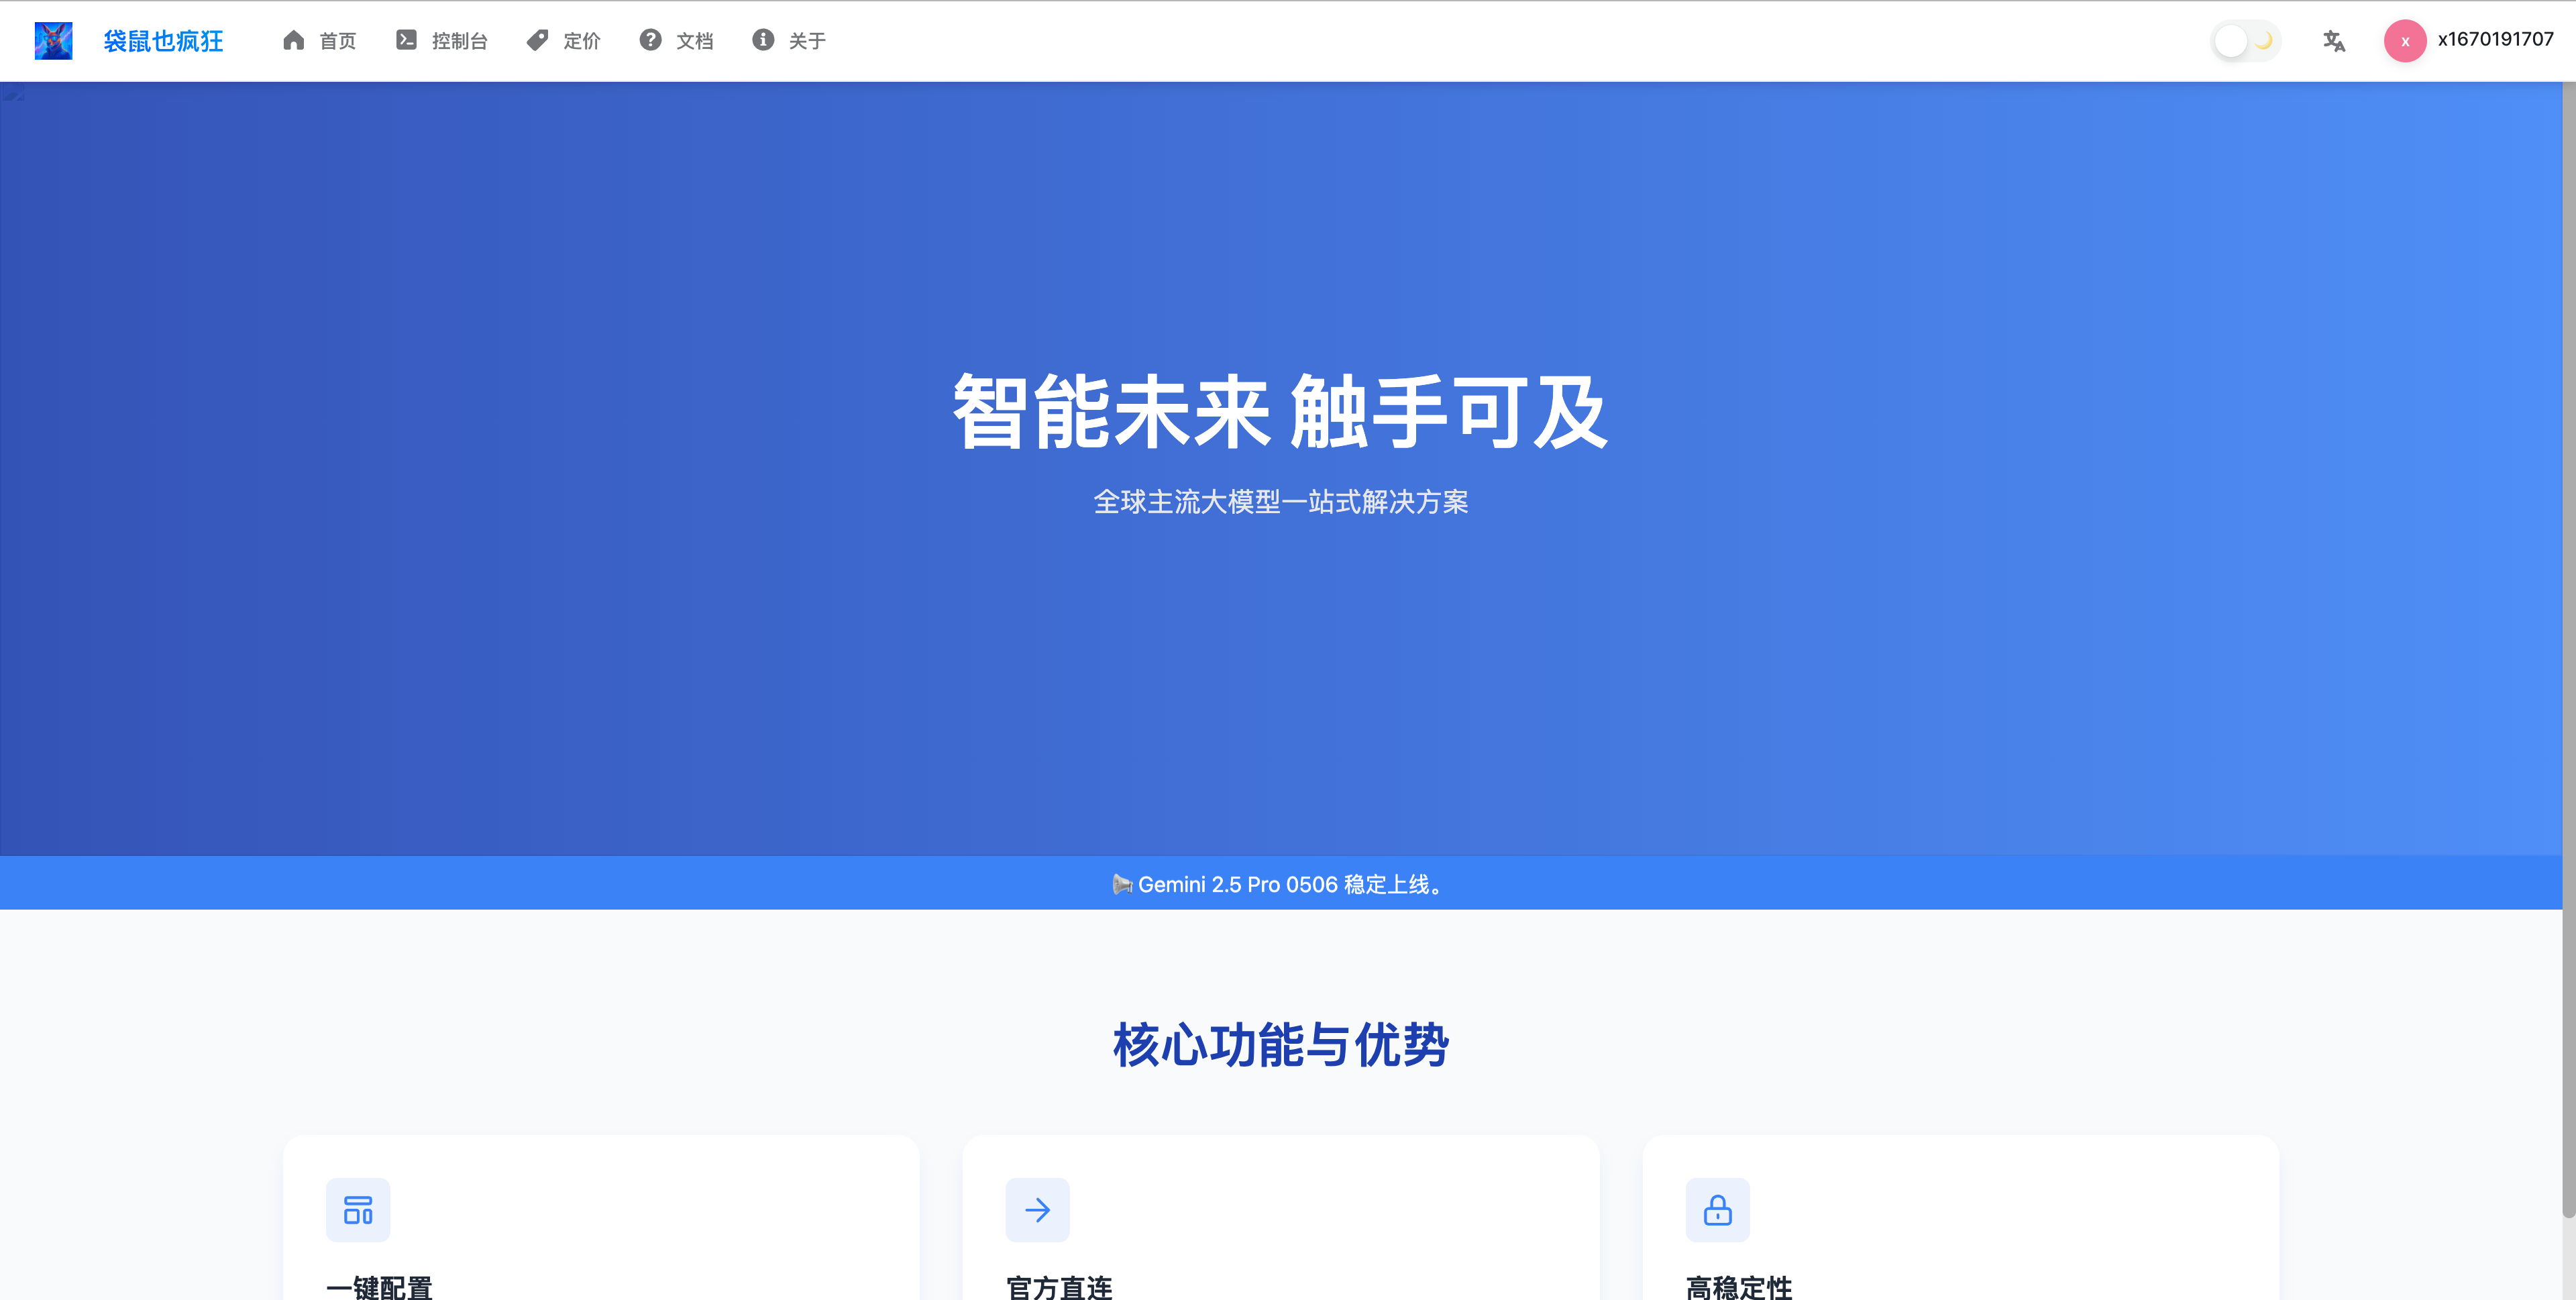 袋鼠也疯狂
首页
控制台
定价
文档
关于
x
x1670191707
智能未来 触手可及
全球主流大模型一站式解决方案
Gemini 2.5 Pro 0506 稳定上线。
核心功能与优势
一键配置
官方直连
高稳定性